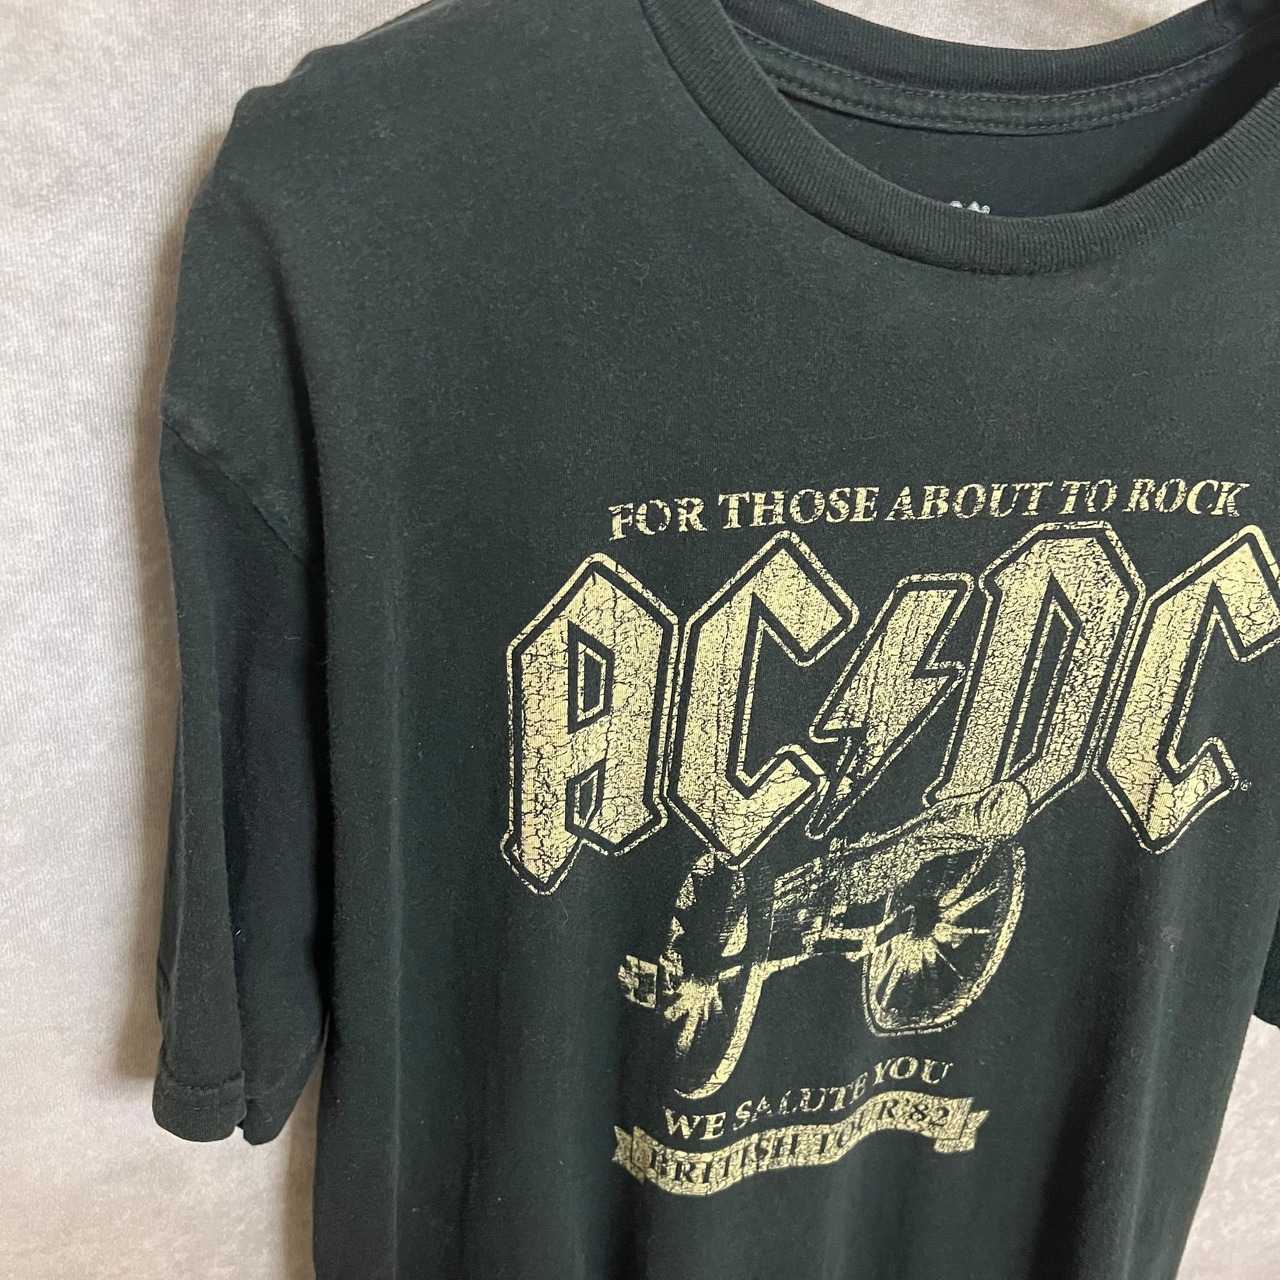 FOR THOSE ABOUT TO ROCK
AC⚡DC
WE SALUTE YOU
BRITISH TOUR '82